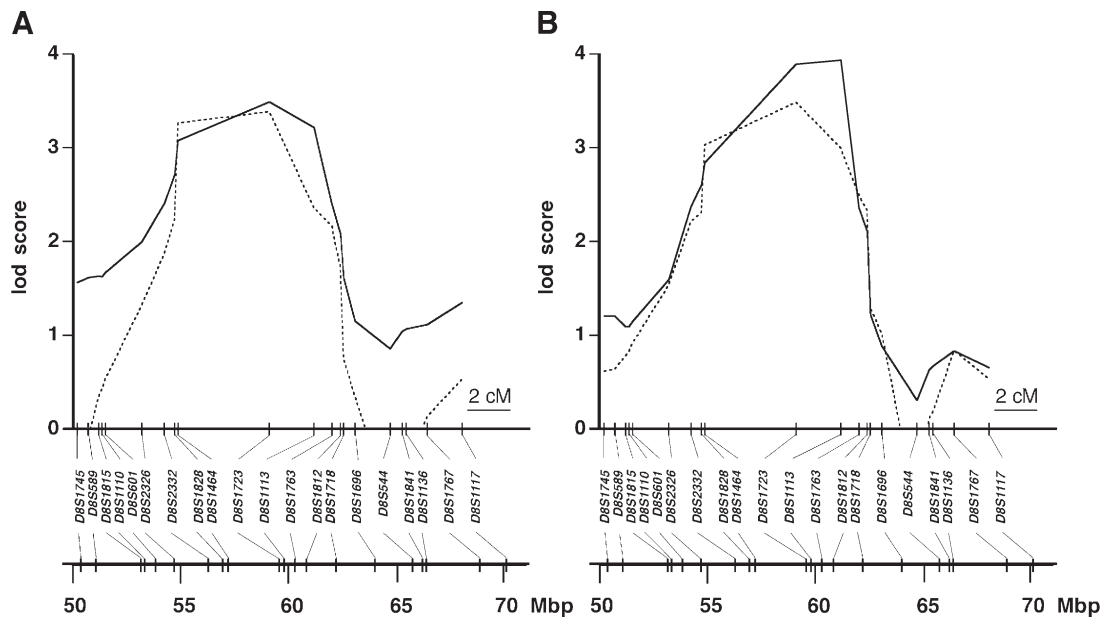 A
4
3
2
1
0
lod score
2 cM
D8S1745
D8S589
D8S1815
D8S1110
D8S601
D8S2326
D8S2332
D8S1828
D8S1464
D8S1723
D8S1113
D8S1763
D8S1812
D8S1718
D8S1696
D8S544
D8S1841
D8S1136
D8S1767
D8S1117
50 55 60 65 70 Mbp
B
4
3
2
1
0
lod score
2 cM
D8S1745
D8S589
D8S1815
D8S1110
D8S601
D8S2326
D8S2332
D8S1828
D8S1464
D8S1723
D8S1113
D8S1763
D8S1812
D8S1718
D8S1696
D8S544
D8S1841
D8S1136
D8S1767
D8S1117
50 55 60 65 70 Mbp